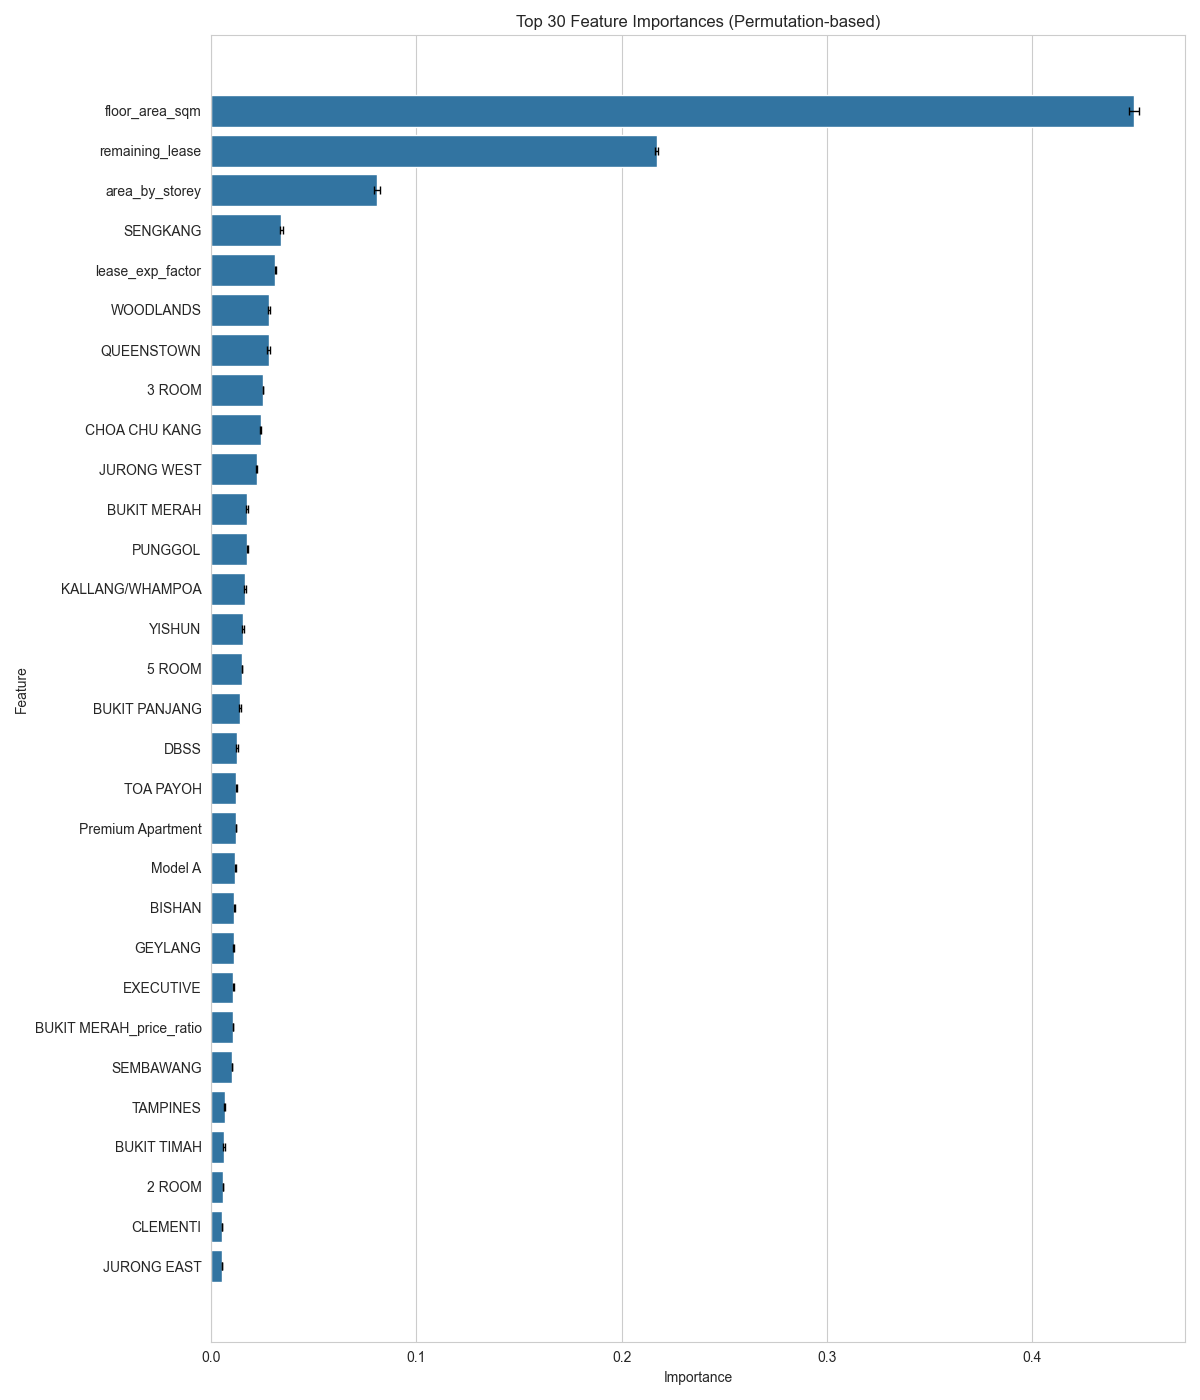 Top 30 Feature Importances (Permutation-based)
floor_area_sqm
remaining_lease
area_by_storey
SENGKANG
lease_exp_factor
WOODLANDS
QUEENSTOWN
3 ROOM
CHOA CHU KANG
JURONG WEST
BUKIT MERAH
PUNGGOL
KALLANG/WHAMPOA
YISHUN
5 ROOM
BUKIT PANJANG
DBSS
TOA PAYOH
Premium Apartment
Model A
BISHAN
GEYLANG
EXECUTIVE
BUKIT MERAH_price_ratio
SEMBAWANG
TAMPINES
BUKIT TIMAH
2 ROOM
CLEMENTI
JURONG EAST
Feature
0.0 0.1 0.2 0.3 0.4
Importance